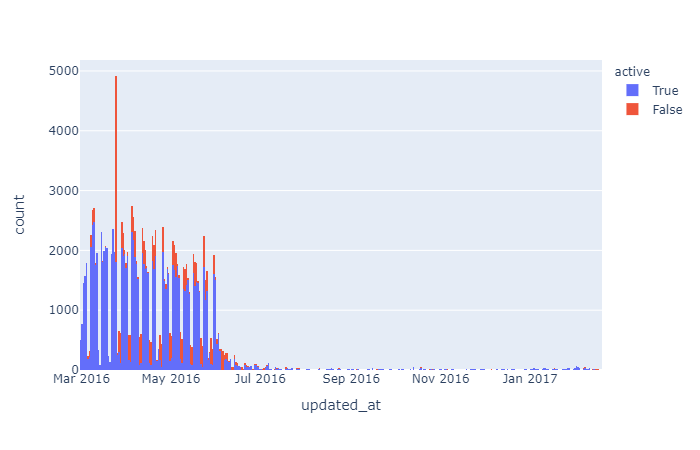 active
True
False
5000
4000
3000
2000
1000
0
count
Mar 2016 May 2016 Jul 2016 Sep 2016 Nov 2016 Jan 2017
updated_at